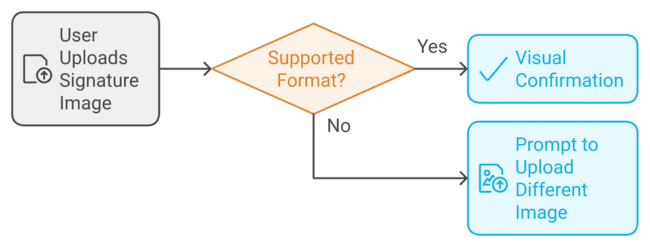 User
Uploads
Signature
Image
Supported
Format?
Yes
Visual
Confirmation
No
Prompt to
Upload
Different
Image